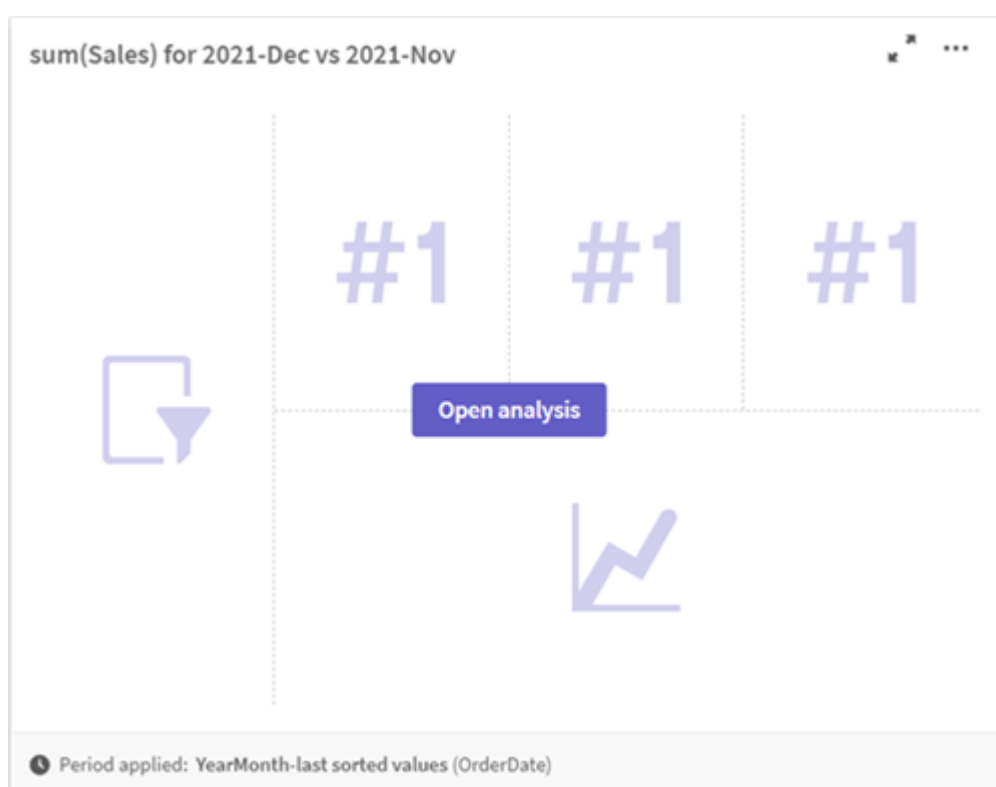 sum(Sales) for 2021-Dec vs 2021-Nov
#1 #1 #1
Open analysis
Period applied: YearMonth-last sorted values (OrderDate)